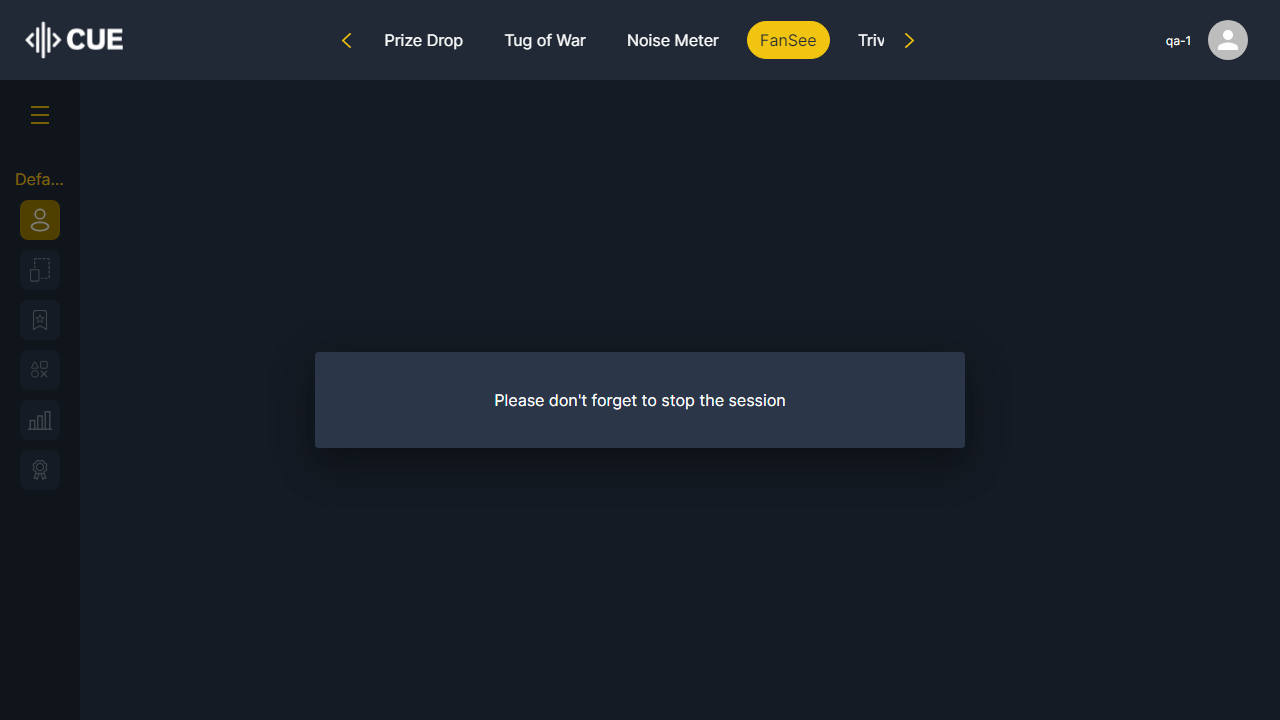 CUE
Prize Drop
Tug of War
Noise Meter
FanSee
Triv
qa-1
Defa...
Please don't forget to stop the session